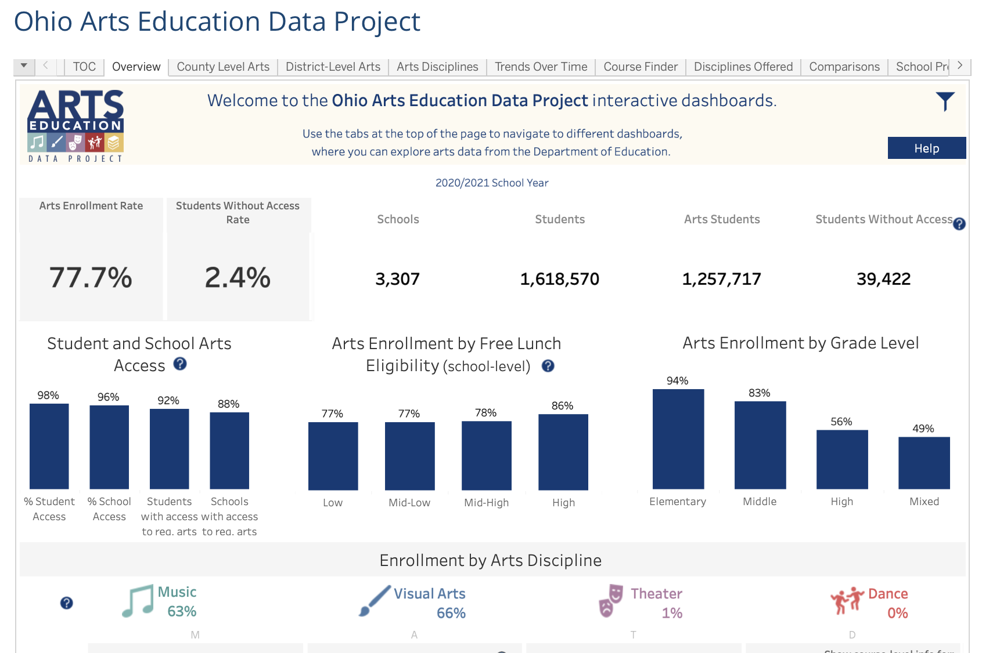 Ohio Arts Education Data Project
TOC
Overview
County Level Arts
District-Level Arts
Arts Disciplines
Trends Over Time
Course Finder
Disciplines Offered
Comparisons
School Pr
ARTS
EDUCATION
DATA PROJECT
Welcome to the Ohio Arts Education Data Project interactive dashboards.
Use the tabs at the top of the page to navigate to different dashboards,
where you can explore arts data from the Department of Education.
Help
2020/2021 School Year
Arts Enrollment Rate
77.7%
Students Without Access
Rate
2.4%
Schools
3,307
Students
1,618,570
Arts Students
1,257,717
Students Without Access
?
39,422
Student and School Arts
Access ?
98%
96%
92%
88%
% Student
Access
% School
Access
Students
with access
to req. arts
Schools
with access
to req. arts
Arts Enrollment by Free Lunch
Eligibility (school-level) ?
77%
77%
78%
86%
Low
Mid-Low
Mid-High
High
Arts Enrollment by Grade Level
94%
83%
56%
49%
Elementary
Middle
High
Mixed
Enrollment by Arts Discipline
?
Music
63%
Visual Arts
66%
Theater
1%
Dance
0%
M
A
T
D